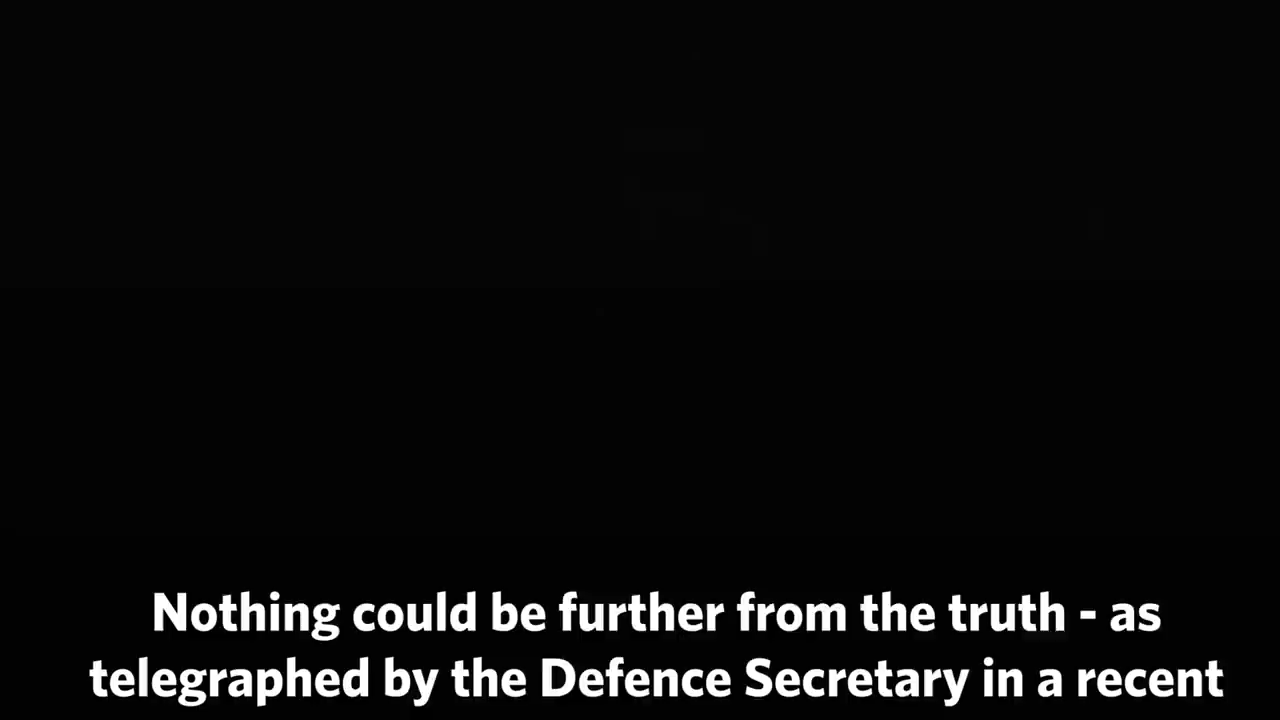 Nothing could be further from the truth - as
telegraphed by the Defence Secretary in a recent